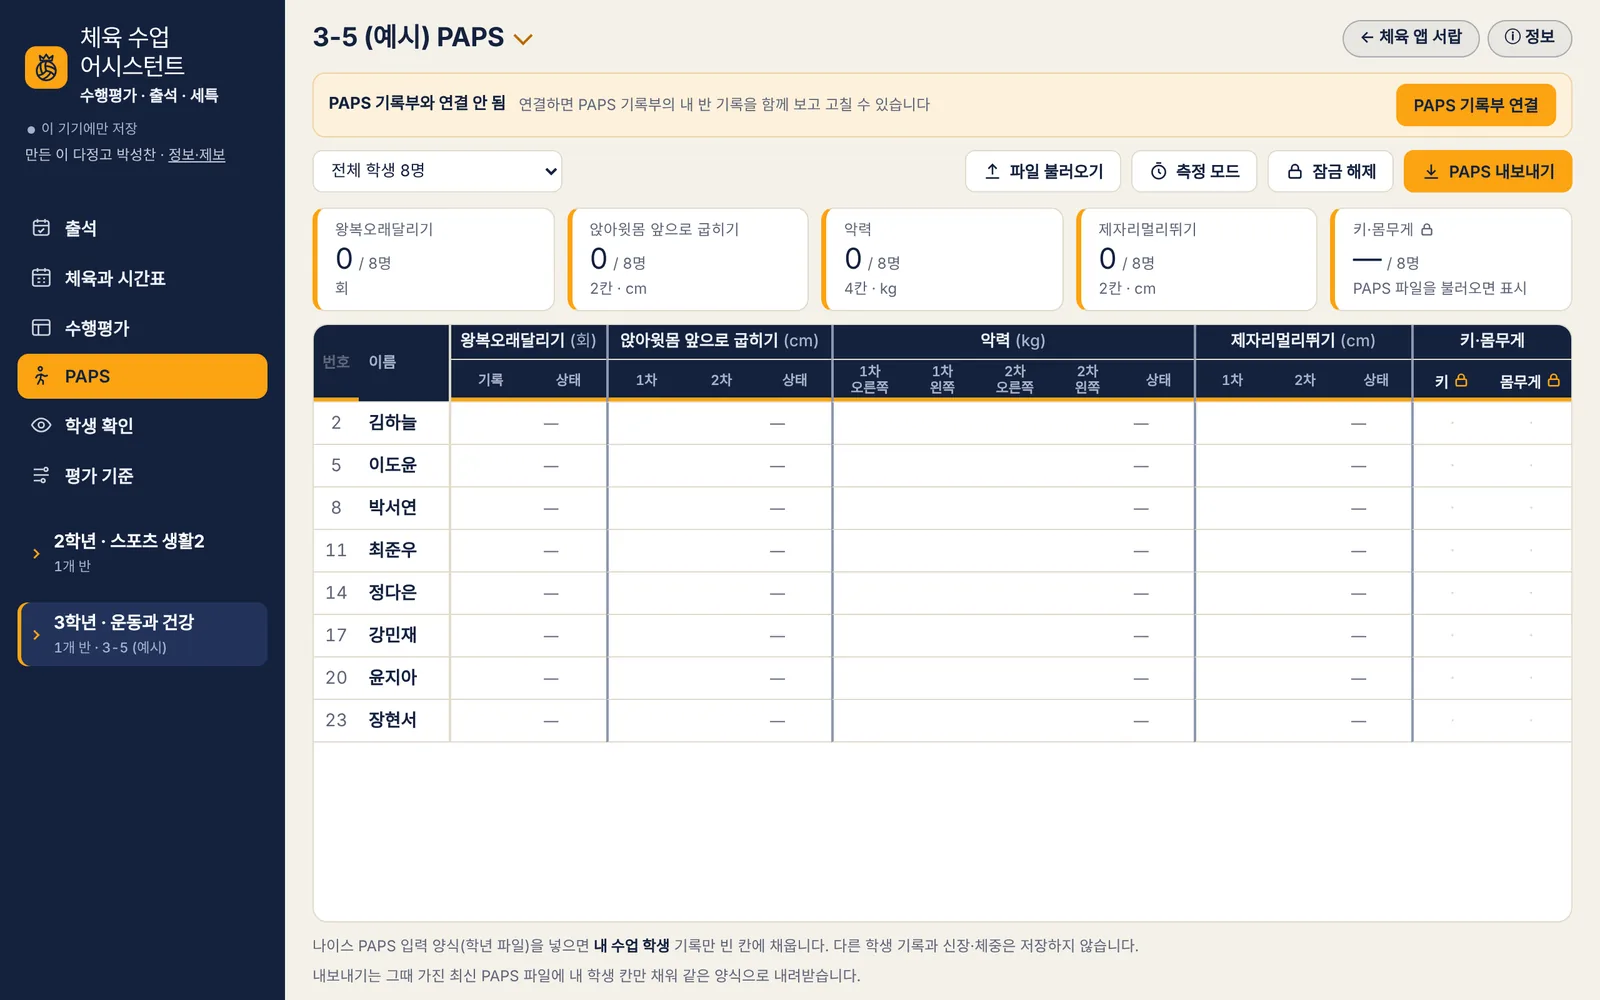 체육 수업
어시스턴트
수행평가 · 출석 · 세특
● 이 기기에만 저장
만든 이 다정고 박성찬 · 정보·제보
출석
체육과 시간표
수행평가
PAPS
학생 확인
평가 기준
2학년 · 스포츠 생활2
1개 반
3학년 · 운동과 건강
1개 반 · 3-5 (예시)
3-5 (예시) PAPS
← 체육 앱 서랍
정보
PAPS 기록부와 연결 안 됨 연결하면 PAPS 기록부의 내 반 기록을 함께 보고 고칠 수 있습니다
PAPS 기록부 연결
전체 학생 8명
파일 불러오기
측정 모드
잠금 해제
PAPS 내보내기
왕복오래달리기
0 / 8명
회
앉아윗몸 앞으로 굽히기
0 / 8명
2칸 · cm
악력
0 / 8명
4칸 · kg
제자리멀리뛰기
0 / 8명
2칸 · cm
키·몸무게
— / 8명
PAPS 파일을 불러오면 표시
번호 이름 왕복오래달리기 (회) 앉아윗몸 앞으로 굽히기 (cm) 악력 (kg) 제자리멀리뛰기 (cm) 키·몸무게
기록 상태 1차 2차 상태 1차 오른쪽 1차 왼쪽 2차 오른쪽 2차 왼쪽 상태 1차 2차 상태 키 몸무게
2 김하늘 — — — — · ·
5 이도윤 — — — — · ·
8 박서연 — — — — · ·
11 최준우 — — — — · ·
14 정다은 — — — — · ·
17 강민재 — — — — · ·
20 윤지아 — — — — · ·
23 장현서 — — — — · ·
나이스 PAPS 입력 양식(학년 파일)을 넣으면 내 수업 학생 기록만 빈 칸에 채웁니다. 다른 학생 기록과 신장·체중은 저장하지 않습니다.
내보내기는 그때 가진 최신 PAPS 파일에 내 학생 칸만 채워 같은 양식으로 내려받습니다.